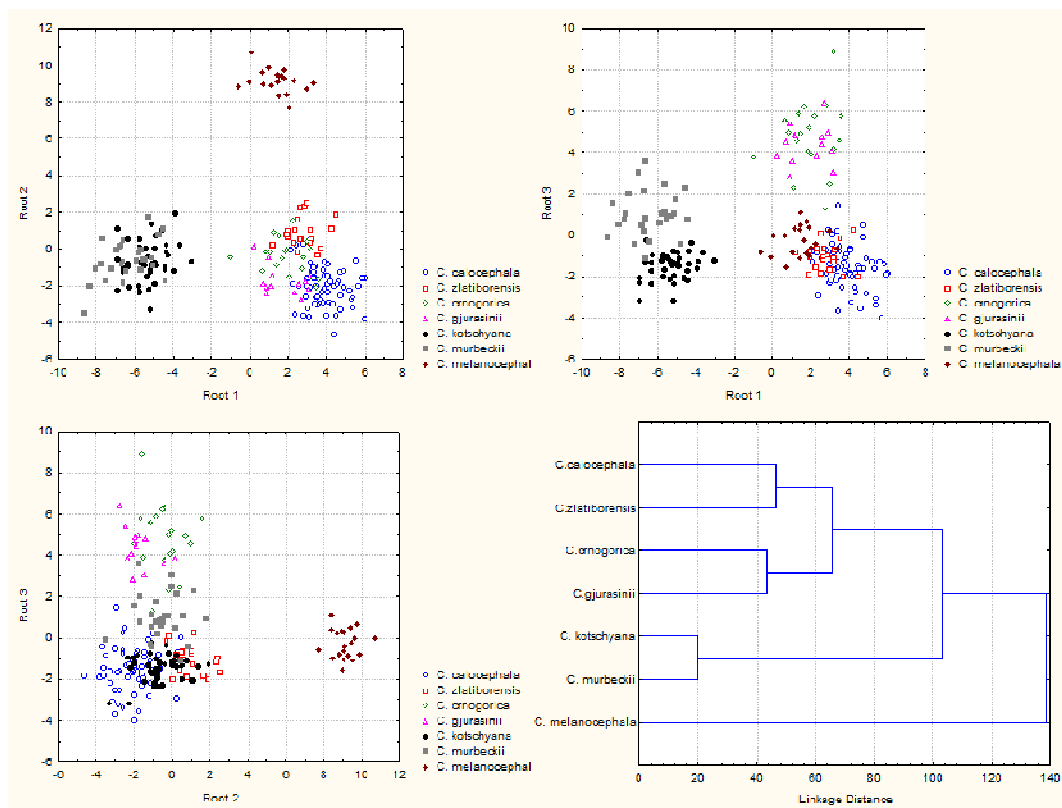 12
10
8
6
4
2
0
-2
-4
-6
Root 2
-10 -8 -6 -4 -2 0 2 4 6 8
Root 1
C. calocephala
C. zlatiborensis
C. crnogorica
C. gjurasinii
C. kotschyana
C. murbeckii
C. melanocephal
10
8
6
4
2
0
-2
-4
-6
Root 3
-10 -8 -6 -4 -2 0 2 4 6 8
Root 1
C. calocephala
C. zlatiborensis
C. crnogorica
C. gjurasinii
C. kotschyana
C. murbeckii
C. melanocephala
10
8
6
4
2
0
-2
-4
-6
Root 3
-6 -4 -2 0 2 4 6 8 10 12
Root 2
C. calocephala
C. zlatiborensis
C. crnogorica
C. gjurasinii
C. kotschyana
C. murbeckii
C. melanocephal
C.calocephala
C.zlatiborensis
C.crnogorica
C.gjurasinii
C. kotschyana
C. murbeckii
C. melanocephala
0 20 40 60 80 100 120 140
Linkage Distance